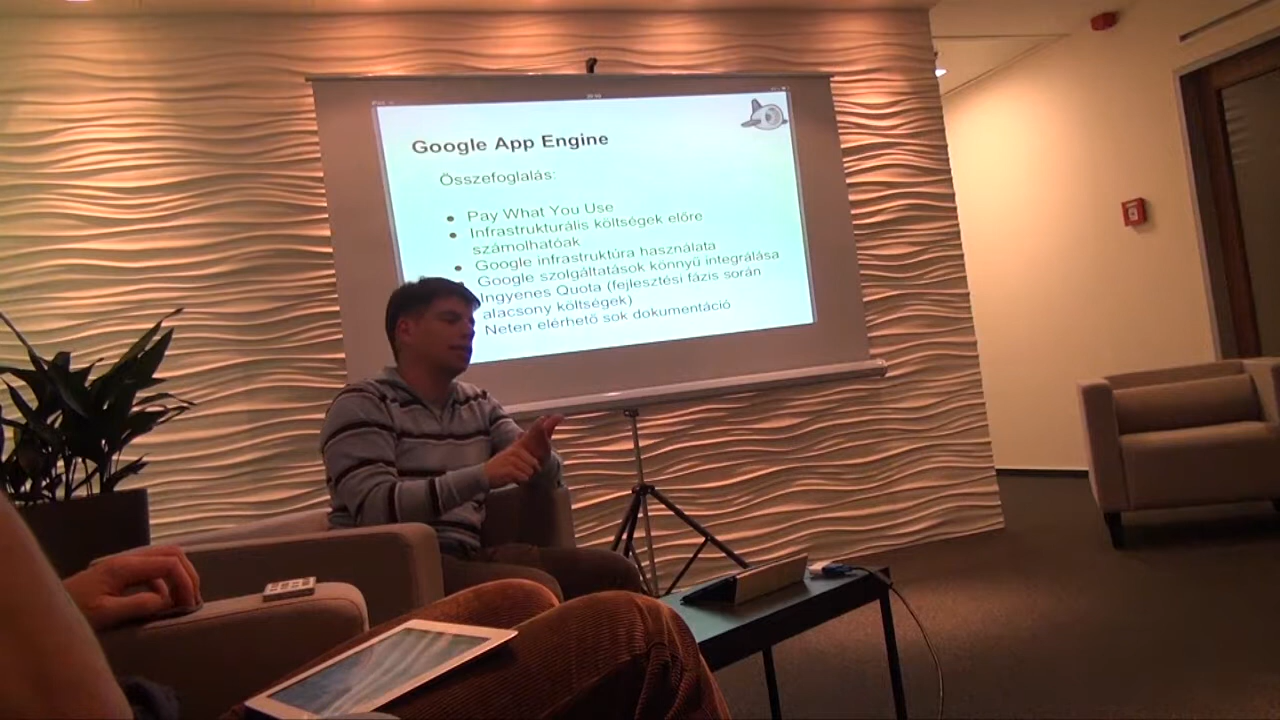 Google App Engine
Összefoglalás:
Pay What You Use
Infrastrukturális költségek előre
számolhatóak
Google infrastruktúra használata
Google szolgáltatások könnyű integrálása
Ingyenes Quota (fejlesztési fázis során
alacsony költségek)
Neten elérhető sok dokumentáció